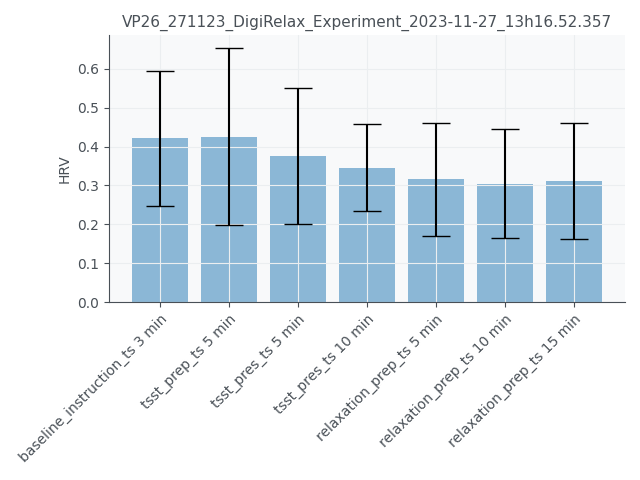 VP26_271123_DigiRelax_Experiment_2023-11-27_13h16.52.357
HRV
0.6
0.5
0.4
0.3
0.2
0.1
0.0
baseline_instruction_ts 3 min
tsst_prep_ts 5 min
tsst_pres_ts 5 min
tsst_pres_ts 10 min
relaxation_prep_ts 5 min
relaxation_prep_ts 10 min
relaxation_prep_ts 15 min